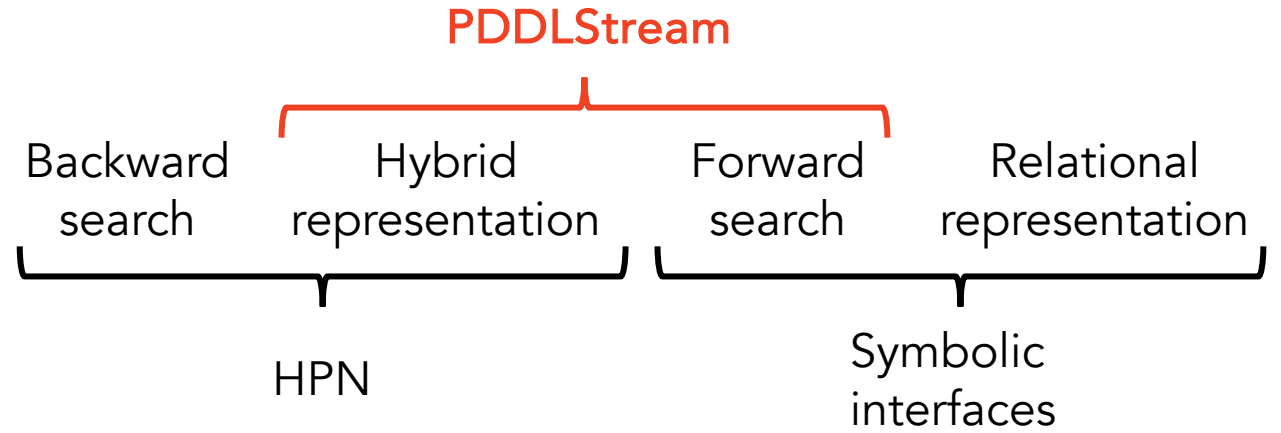 PDDLStream
Backward
search
Hybrid
representation
Forward
search
Relational
representation
HPN
Symbolic
interfaces